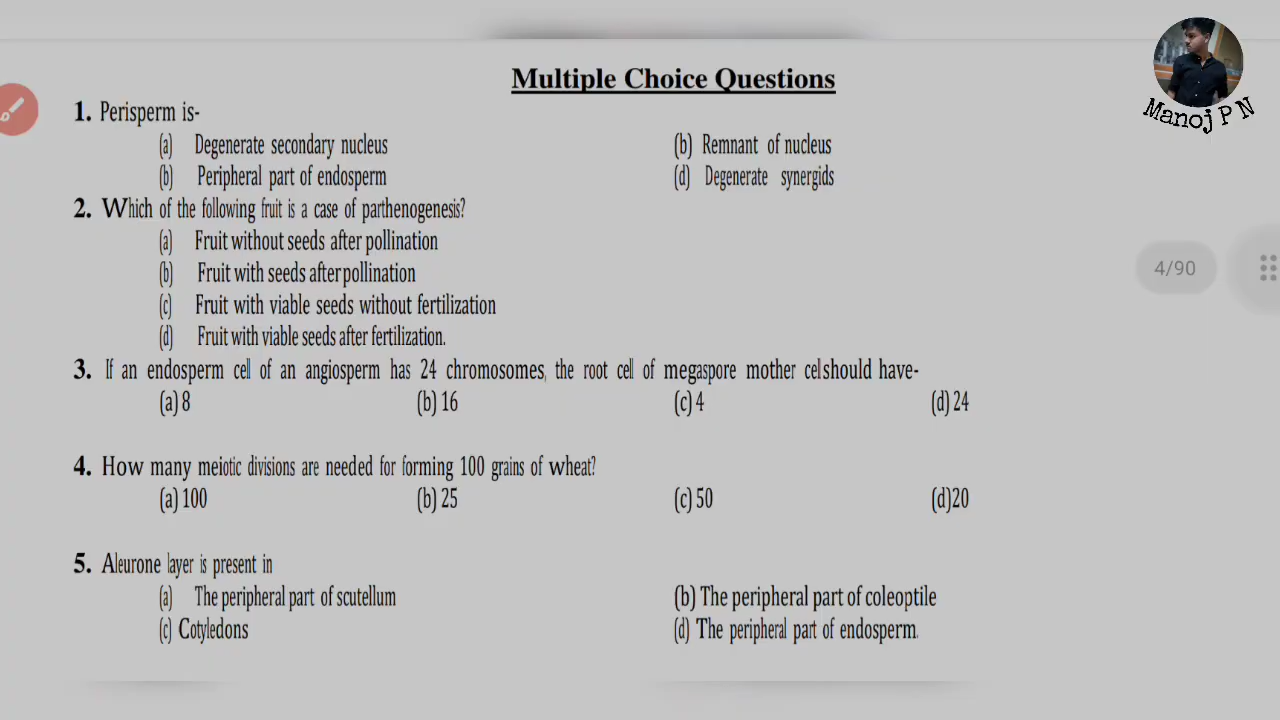 Multiple Choice Questions
Manoj P N
1. Perisperm is-
(a) Degenerate secondary nucleus (b) Remnant of nucleus
(b) Peripheral part of endosperm (d) Degenerate synergids
2. Which of the following fruit is a case of parthenogenesis?
(a) Fruit without seeds after pollination
(b) Fruit with seeds after pollination
4/90
(c) Fruit with viable seeds without fertilization
(d) Fruit with viable seeds after fertilization.
3. If an endosperm cell of an angiosperm has 24 chromosomes, the root cell of megaspore mother cel should have-
(a) 8 (b) 16 (c) 4 (d) 24
4. How many meiotic divisions are needed for forming 100 grains of wheat?
(a) 100 (b) 25 (c) 50 (d)20
5. Aleurone layer is present in
(a) The peripheral part of scutellum (b) The peripheral part of coleoptile
(c) Cotyledons (d) The peripheral part of endosperm.